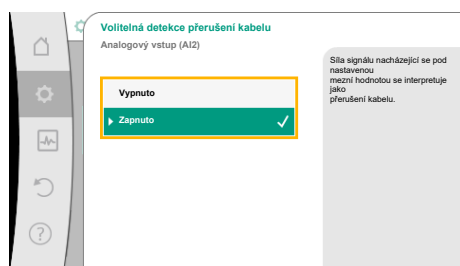 Volitelná detekce přerušení kabelu
Analogový vstup (AI2)
Vypnuto
Zapnuto
Síla signálu nacházející se pod
nastavenou
mezní hodnotou se interpretuje
jako
přerušení kabelu.
?